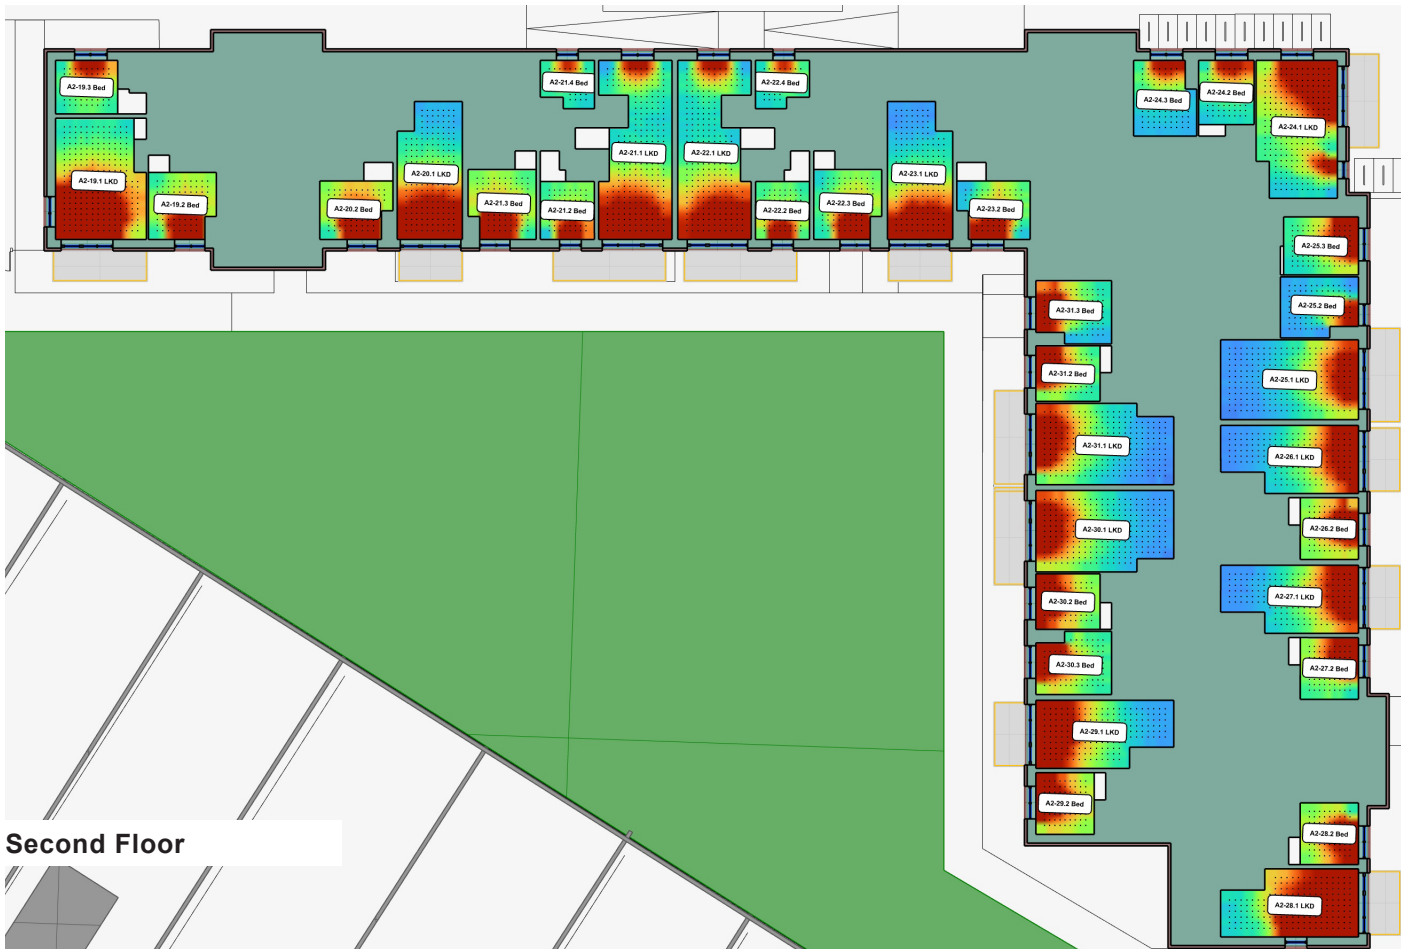 A2-19.3 Bed
A2-21.4 Bed
A2-22.4 Bed
A2-24.3 Bed
A2-24.2 Bed
A2-24.1 LKD
A2-19.1 LKD
A2-19.2 Bed
A2-20.2 Bed
A2-20.1 LKD
A2-21.3 Bed
A2-21.2 Bed
A2-21.1 LKD
A2-22.1 LKD
A2-22.2 Bed
A2-22.3 Bed
A2-23.1 LKD
A2-23.2 Bed
A2-25.3 Bed
A2-31.3 Bed
A2-25.2 Bed
A2-31.2 Bed
A2-25.1 LKD
A2-31.1 LKD
A2-26.1 LKD
A2-30.1 LKD
A2-26.2 Bed
A2-30.2 Bed
A2-27.1 LKD
A2-30.3 Bed
A2-27.2 Bed
A2-29.1 LKD
A2-29.2 Bed
A2-28.2 Bed
A2-28.1 LKD
Second Floor